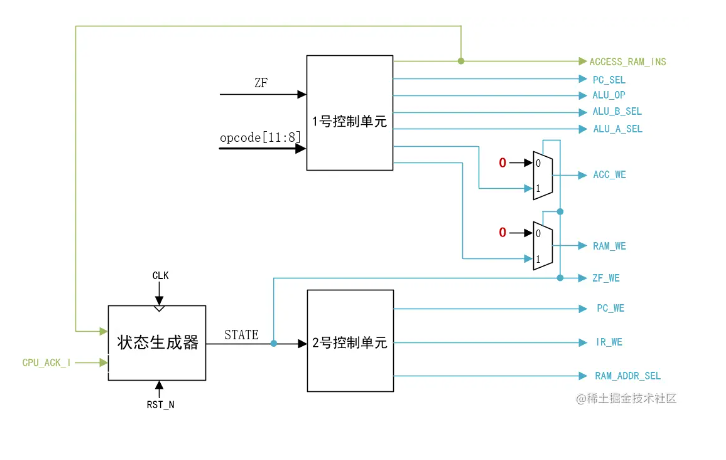 ACCESS_RAM_INS
ZF
PC_SEL
ALU_OP
1号控制单元
ALU_B_SEL
opcode[11:8]
ALU_A_SEL
0
0
ACC_WE
1
0
0
RAM_WE
1
CLK
ZF_WE
PC_WE
状态生成器
STATE
2号控制单元
IR_WE
CPU_ACK_I
RAM_ADDR_SEL
RST_N
@稀土掘金技术社区